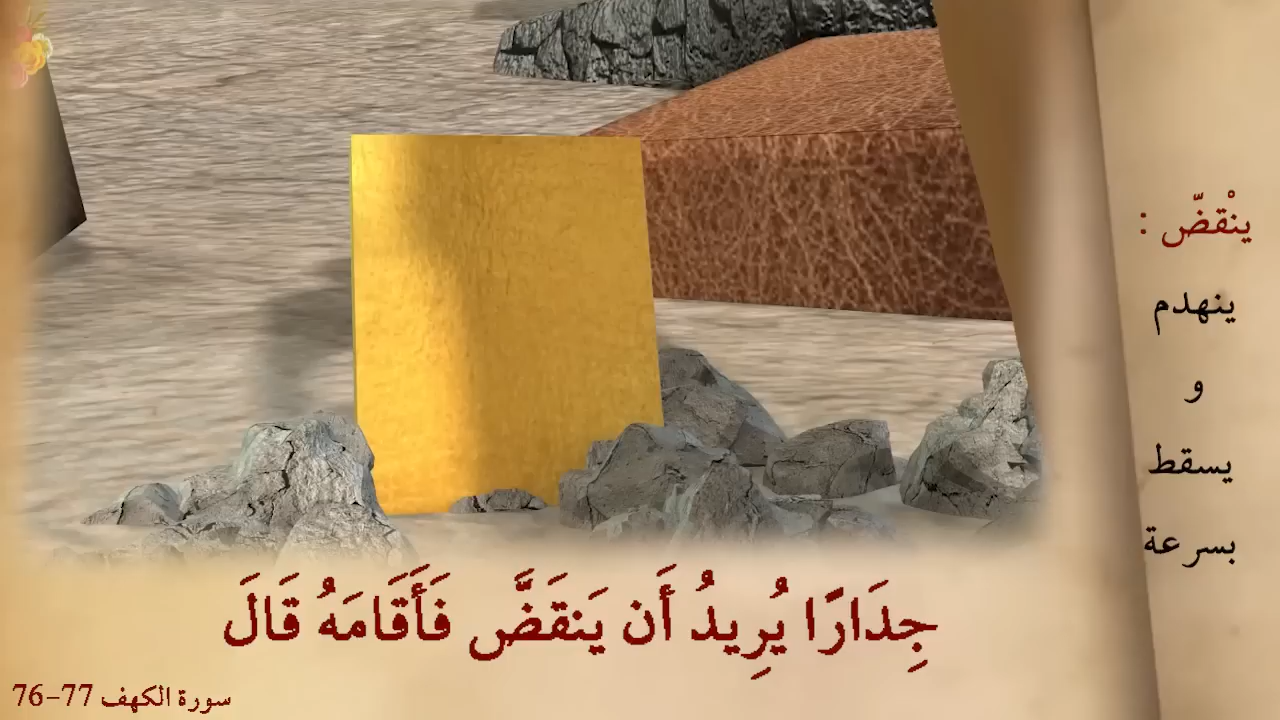 ينْقضّ :
ينهدم
و
يسقط
بسرعة
جِدَارًا يُرِيدُ أَن يَنقَضَّ فَأَقَامَهُ قَالَ
سورة الكهف 77-76